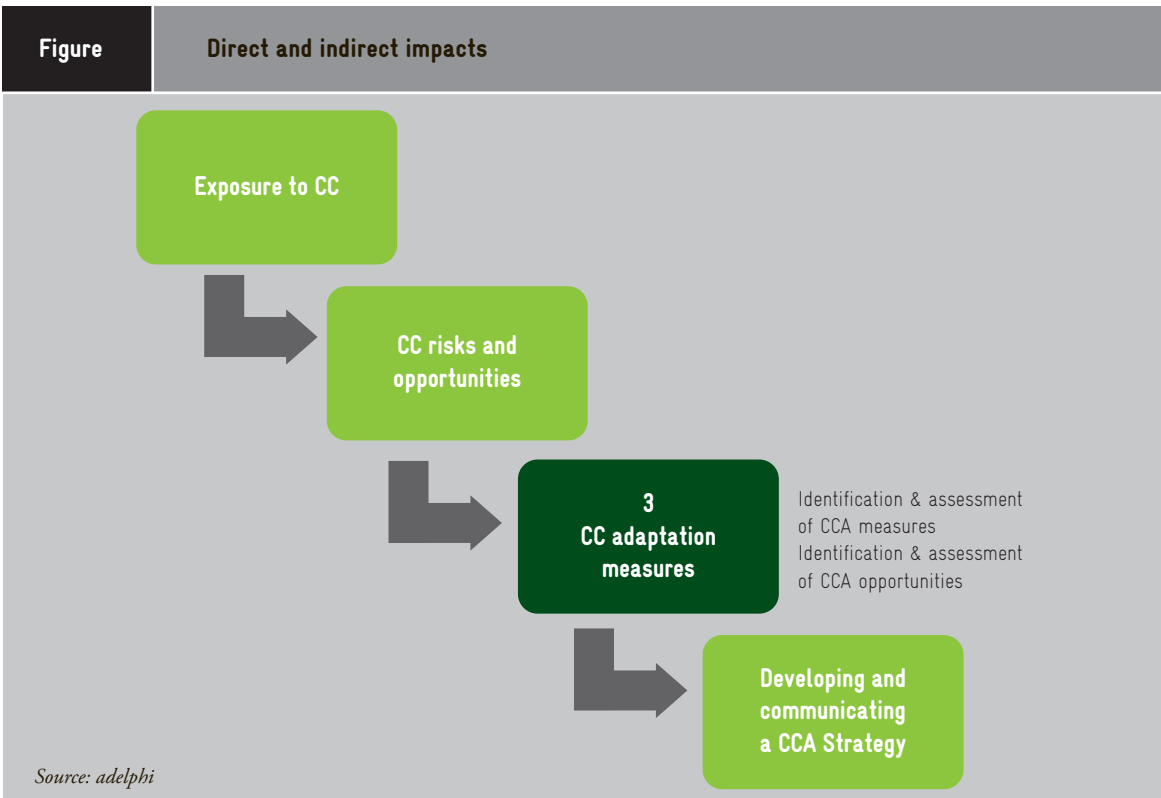 Figure
Direct and indirect impacts
Exposure to CC
CC risks and
opportunities
3
CC adaptation
measures
Identification & assessment
of CCA measures
Identification & assessment
of CCA opportunities
Developing and
communicating
a CCA Strategy
Source: adelphi